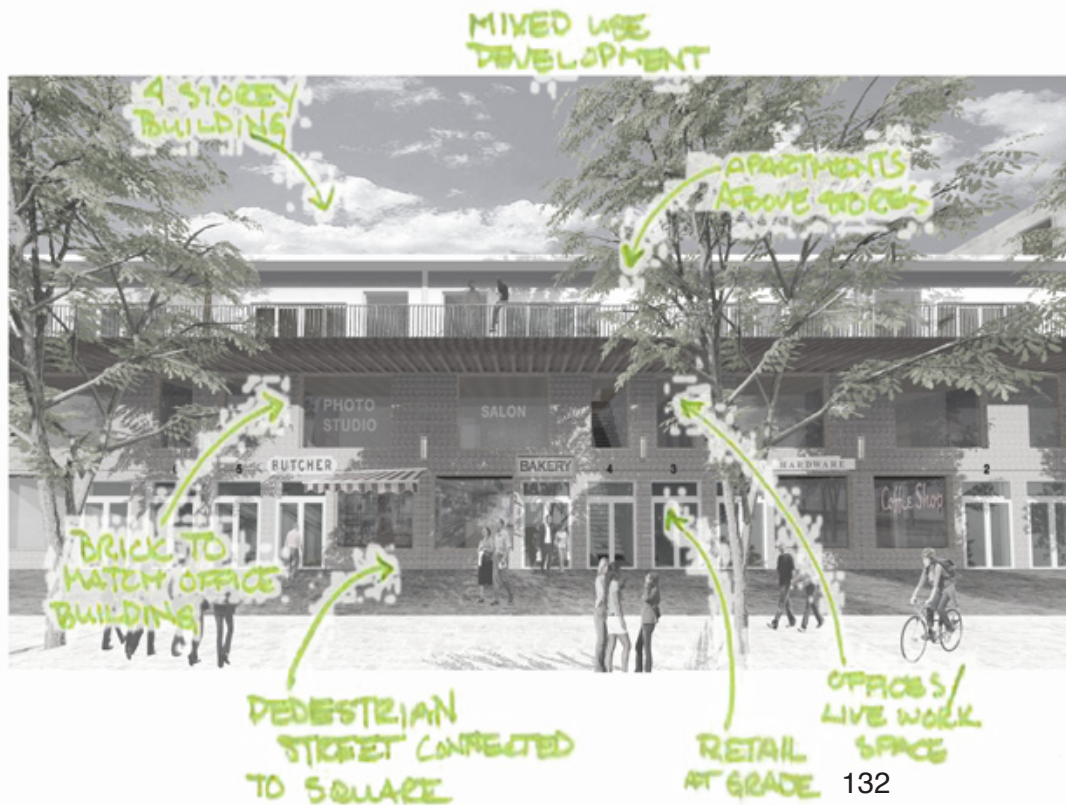 MIXED USE
DEVELOPMENT
4 STOREY
BUILDING
APARTMENTS
ABOVE STORES
PHOTO
STUDIO
SALON
5
BUTCHER
BAKERY
4
3
HARDWARE
2
Coffee Shop
BRICK TO
MATCH OFFICE
BUILDING
PEDESTRIAN
STREET CONNECTED
TO SQUARE
RETAIL
AT GRADE
OFFICES/
LIVE WORK
SPACE
132